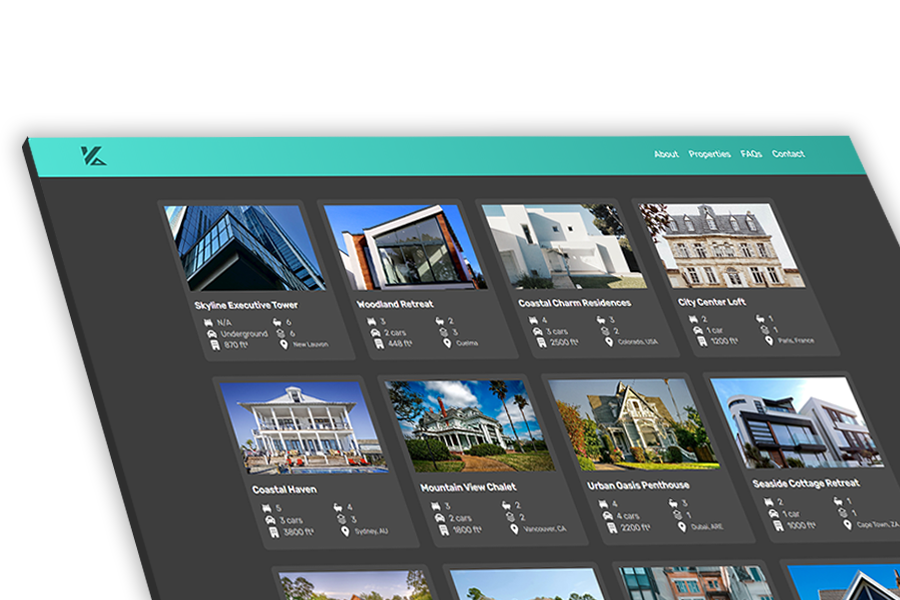 About Properties FAQs Contact
Skyline Executive Tower
N/A 6
Underground 6
870 ft²
Woodland Retreat
3 2
2 cars 3
448 ft²
Coastal Charm Residences
4 3
3 cars 2
2500 ft² Colorado, USA
City Center Loft
2 1
1 car 1
1200 ft² Paris, France
Coastal Haven
5 4
3 cars 3
3800 ft² Sydney, AU
Mountain View Chalet
3 2
2 cars 2
1800 ft² Vancouver, CA
Urban Oasis Penthouse
4 3
4 cars 1
2200 ft² Dubai, ARE
Seaside Cottage Retreat
2 1
1 car 1
1000 ft² Cape Town, ZA